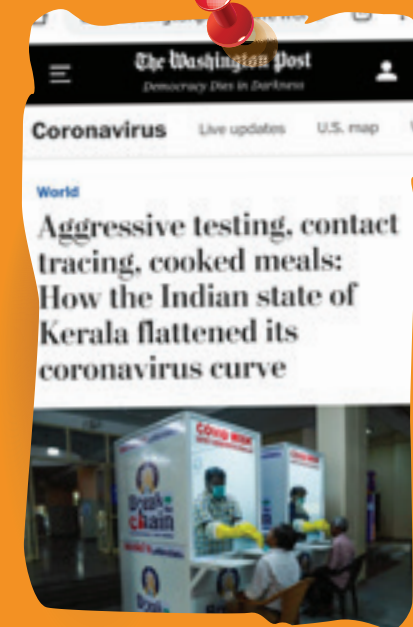 The Washington Post
Democracy Dies in Darkness
Coronavirus Live updates U.S. map
World
Aggressive testing, contact
tracing, cooked meals:
How the Indian state of
Kerala flattened its
coronavirus curve
COVID
Break
chain
Break